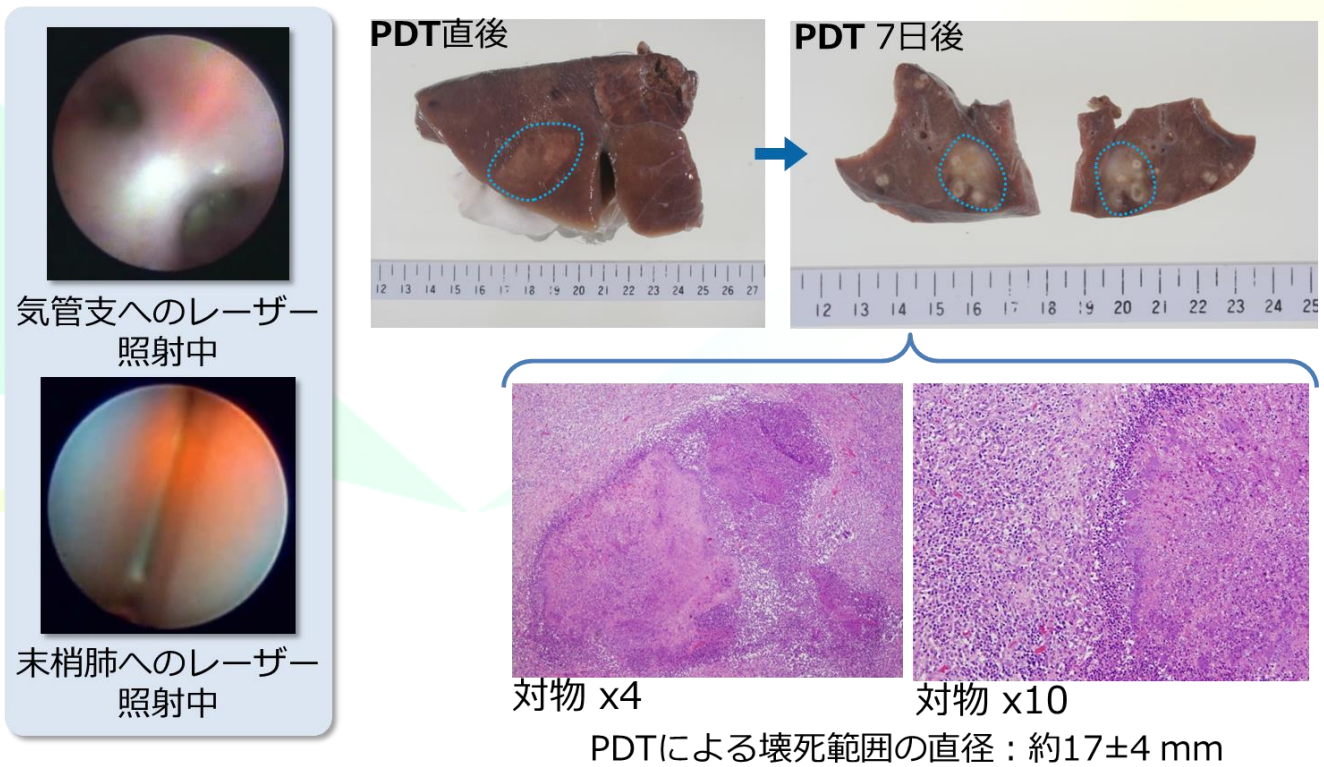 PDT直後
PDT 7日後
12 13 14 15 16 17 18 19 20 21 22 23 24 25 26 27
12 13 14 15 16 17 18 19 20 21 22 23 24 25
気管支へのレーザー
照射中
末梢肺へのレーザー
照射中
対物 x4
対物 x10
PDTによる壊死範囲の直径：約17±4 mm